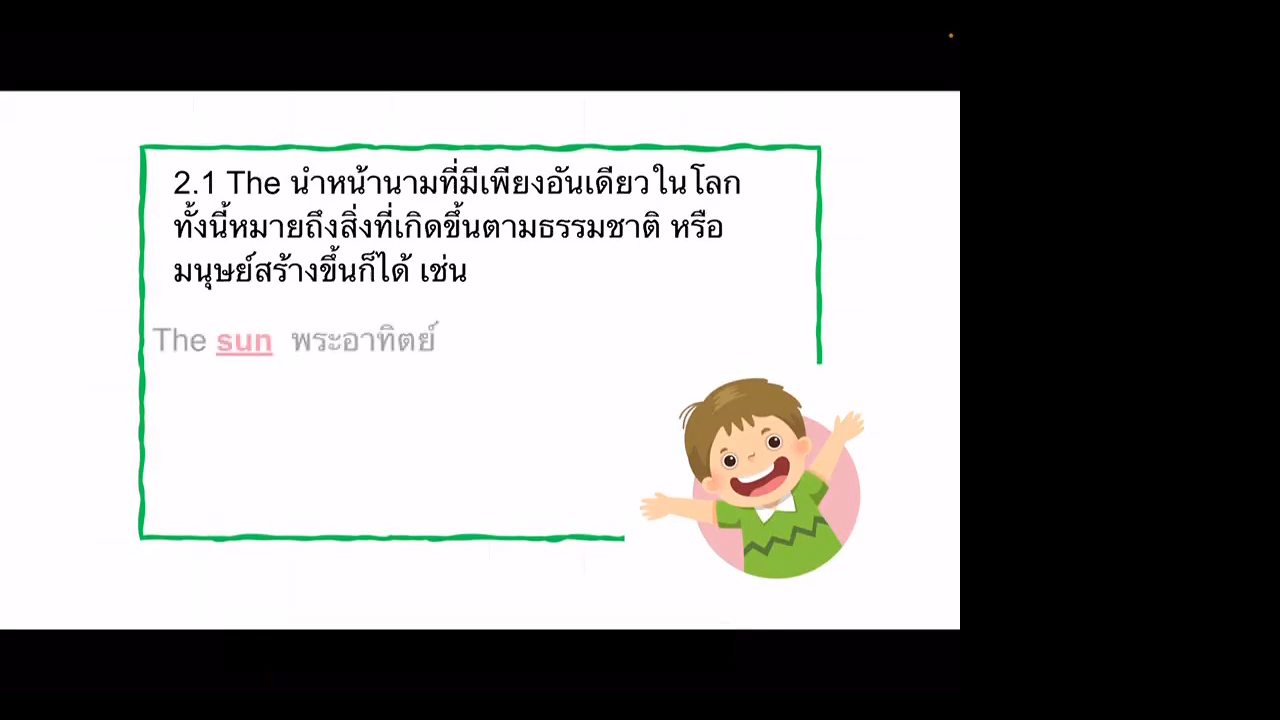 2.1 The นำหน้านามที่มีเพียงอันเดียวในโลก
ทั้งนี้หมายถึงสิ่งที่เกิดขึ้นตามธรรมชาติ หรือ
มนุษย์สร้างขึ้นก็ได้ เช่น
The sun พระอาทิตย์